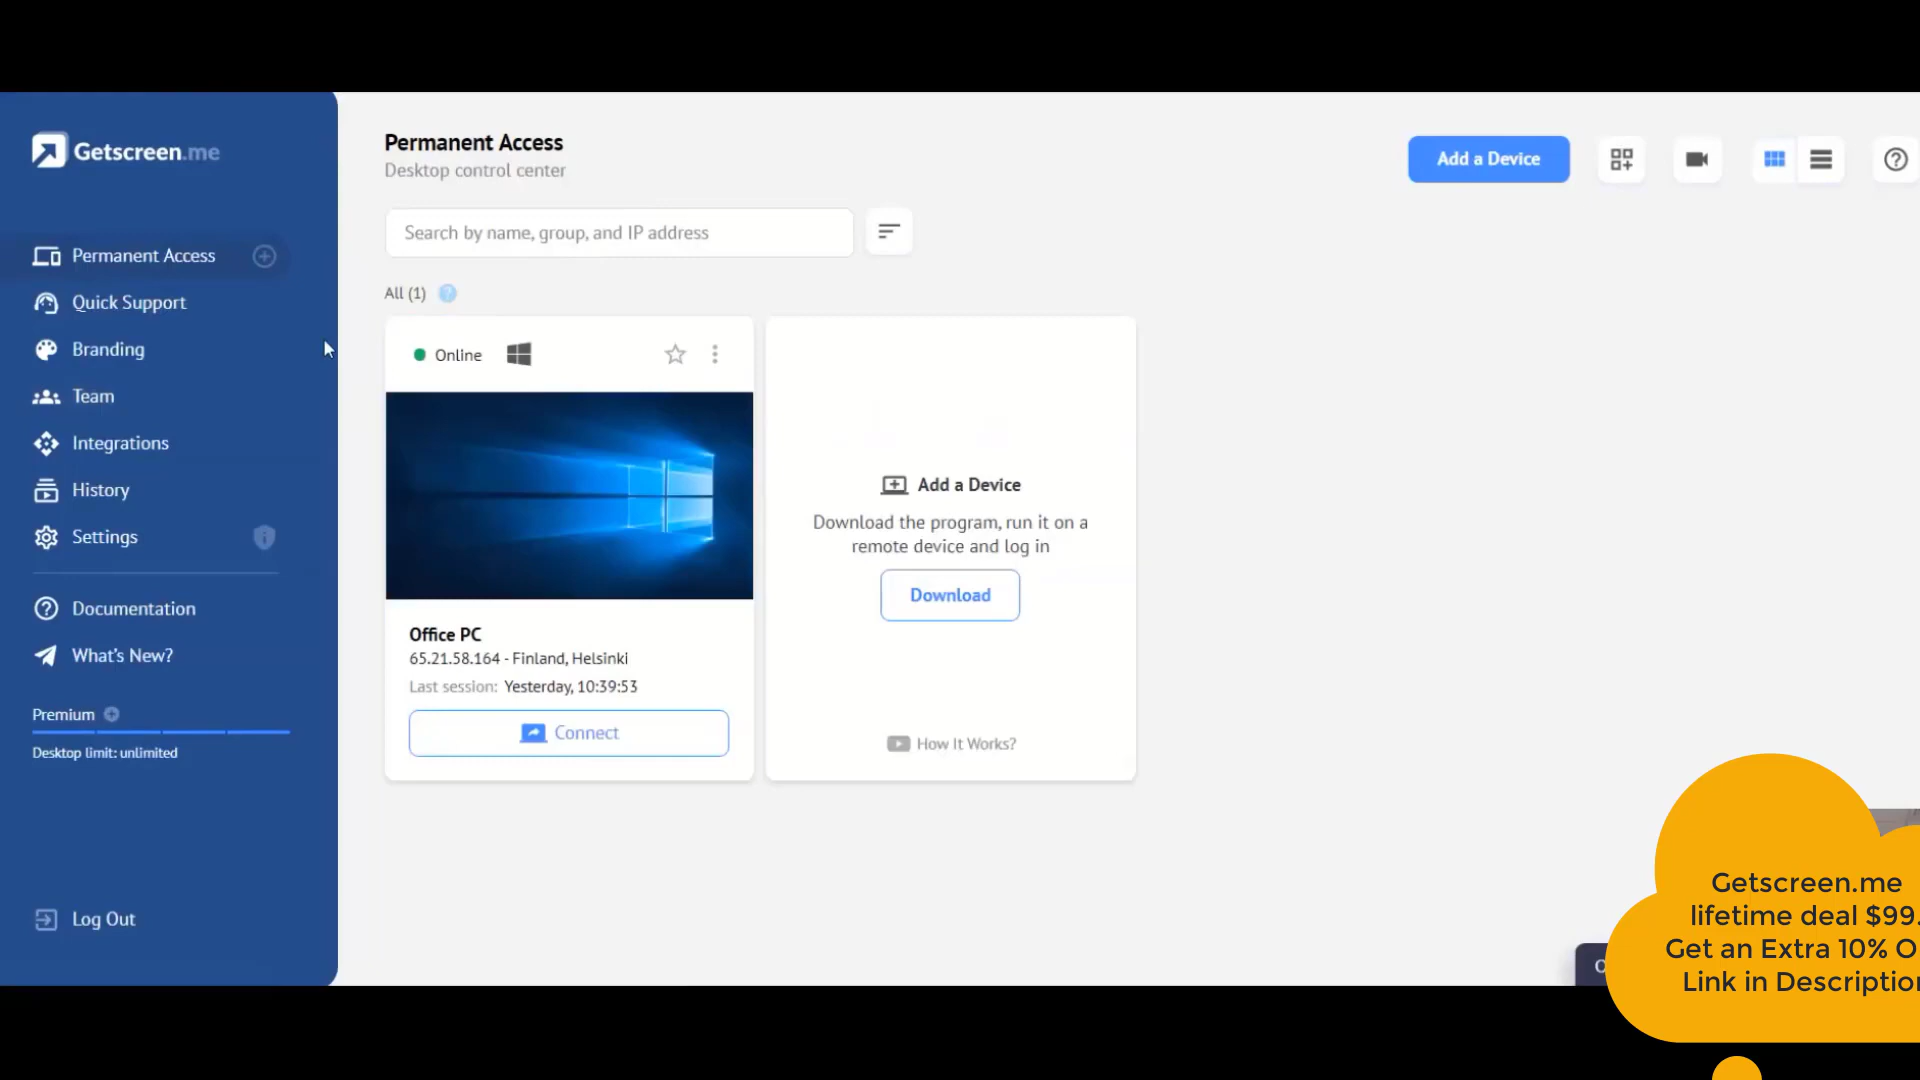 Getscreen.me
Permanent Access
Quick Support
Branding
Team
Integrations
History
Settings
Documentation
What's New?
Premium
Desktop limit: unlimited
Log Out
Permanent Access
Desktop control center
Add a Device
Search by name, group, and IP address
All (1)
Online
Office PC
65.21.58.164 - Finland, Helsinki
Last session: Yesterday, 10:39:53
Connect
Add a Device
Download the program, run it on a
remote device and log in
Download
How It Works?
Getscreen.me
lifetime deal $99.
Get an Extra 10% O
Link in Description